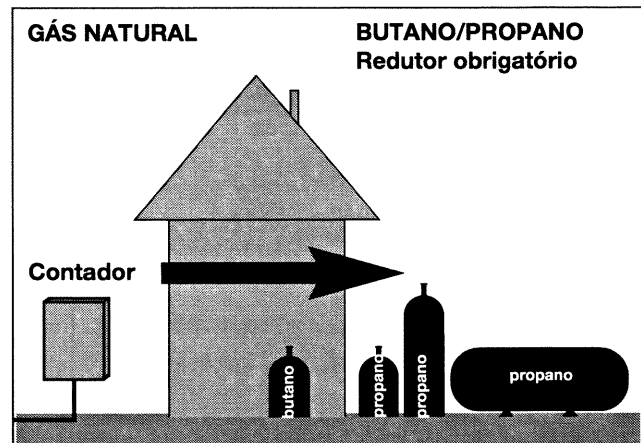 GÁS NATURAL
BUTANO/PROPANO
Redutor obrigatório
Contador
butano
propano
propano
propano